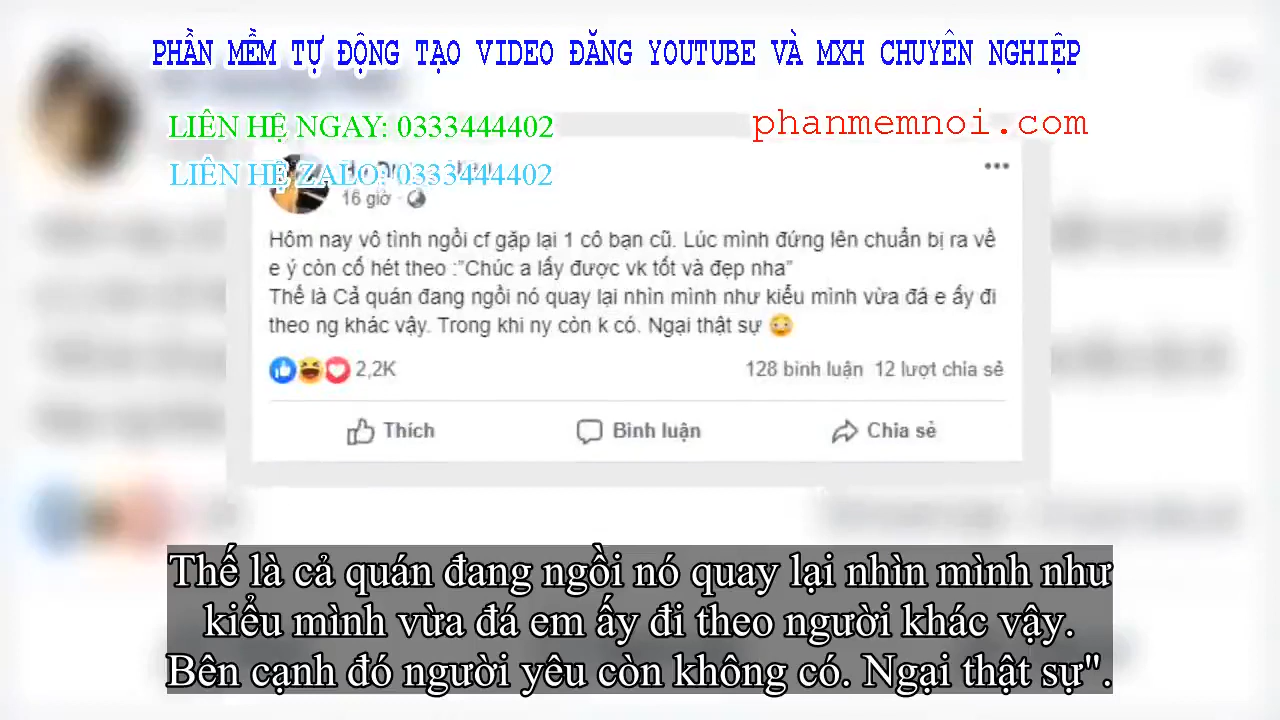 PHẦN MỀM TỰ ĐỘNG TẠO VIDEO ĐĂNG YOUTUBE VÀ MXH CHUYÊN NGHIỆP
LIÊN HỆ NGAY: 0333444402
phanmemnoi.com
LIÊN HỆ ZALO: 0333444402
16 giờ
Hôm nay vô tình ngồi cf gặp lại 1 cô bạn cũ. Lúc mình đứng lên chuẩn bị ra về
e ý còn cố hét theo :"Chúc a lấy được vk tốt và đẹp nha"
Thế là Cả quán đang ngồi nó quay lại nhìn mình như kiểu mình vừa đá e ấy đi
theo ng khác vậy. Trong khi ny còn k có. Ngại thật sự 😳
2,2K
128 bình luận 12 lượt chia sẻ
Thích Bình luận Chia sẻ
Thế là cả quán đang ngồi nó quay lại nhìn mình như
kiểu mình vừa đá em ấy đi theo người khác vậy.
Bên cạnh đó người yêu còn không có. Ngại thật sự".